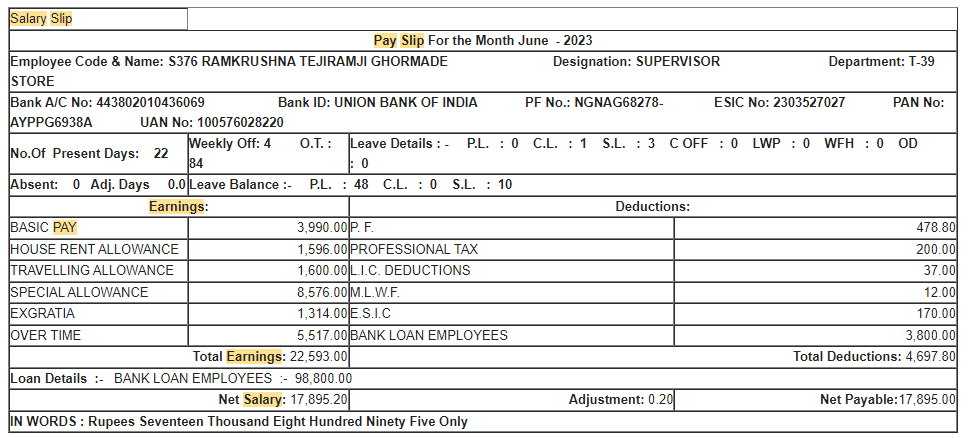 Salary Slip
Pay Slip For the Month June - 2023
Employee Code & Name: S376 RAMKRUSHNA TEJIRAMJI GHORMADE Designation: SUPERVISOR Department: T-39
STORE
Bank A/C No: 443802010436069 Bank ID: UNION BANK OF INDIA PF No.: NGNAG68278- ESIC No: 2303527027 PAN No:
AYPPG6938A UAN No: 100576028220
No.Of Present Days: 22 Weekly Off: 4 O.T. : 84 Leave Details : - P.L. : 0 C.L. : 1 S.L. : 3 C OFF : 0 LWP : 0 WFH : 0 OD : 0
Absent: 0 Adj. Days 0.0 Leave Balance :- P.L. : 48 C.L. : 0 S.L. : 10
Earnings: Deductions:
BASIC PAY 3,990.00 P. F. 478.80
HOUSE RENT ALLOWANCE 1,596.00 PROFESSIONAL TAX 200.00
TRAVELLING ALLOWANCE 1,600.00 L.I.C. DEDUCTIONS 37.00
SPECIAL ALLOWANCE 8,576.00 M.L.W.F. 12.00
EXGRATIA 1,314.00 E.S.I.C 170.00
OVER TIME 5,517.00 BANK LOAN EMPLOYEES 3,800.00
Total Earnings: 22,593.00 Total Deductions: 4,697.80
Loan Details :- BANK LOAN EMPLOYEES :- 98,800.00
Net Salary: 17,895.20 Adjustment: 0.20 Net Payable:17,895.00
IN WORDS : Rupees Seventeen Thousand Eight Hundred Ninety Five Only